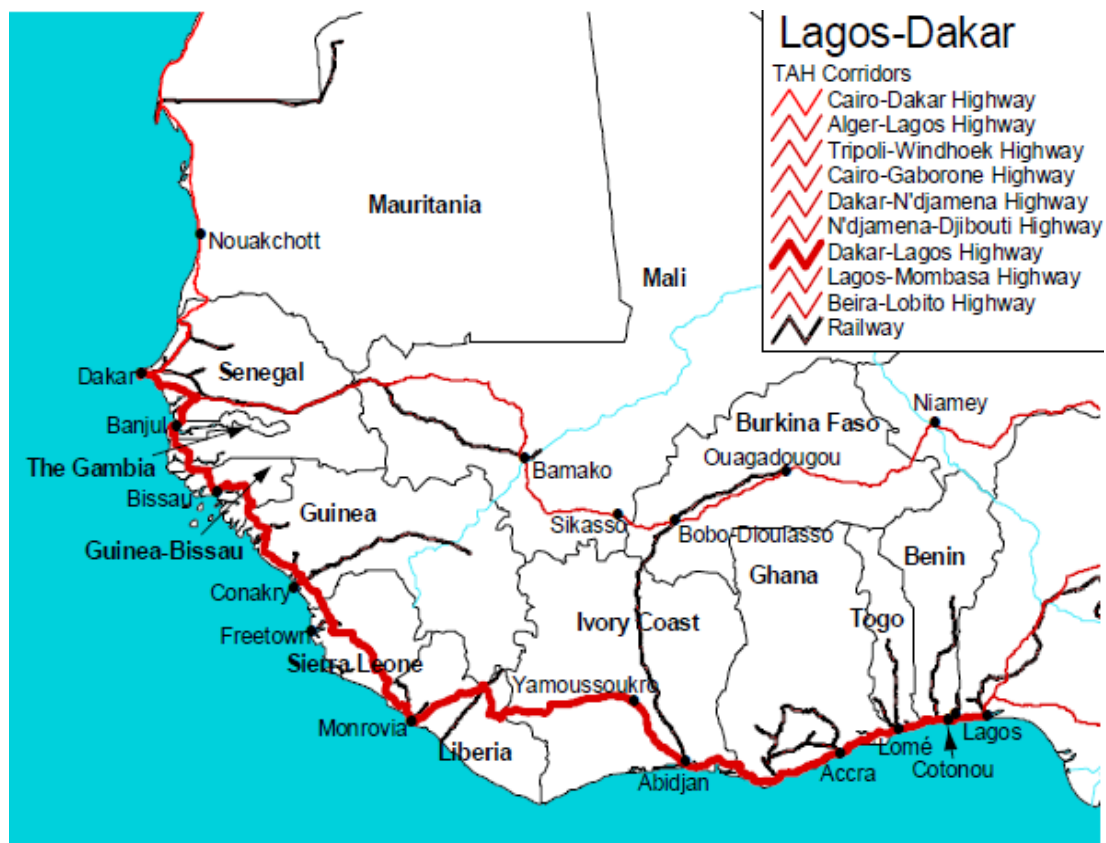 Lagos-Dakar
TAH Corridors
Cairo-Dakar Highway
Alger-Lagos Highway
Tripoli-Windhoek Highway
Cairo-Gaborone Highway
Dakar-N'djamena Highway
N'djamena-Djibouti Highway
Dakar-Lagos Highway
Lagos-Mombasa Highway
Beira-Lobito Highway
Railway
Mauritania
Nouakchott
Mali
Dakar
Senegal
Banjul
The Gambia
Bissau
Guinea
Guinea-Bissau
Bamako
Burkina Faso
Niamey
Ouagadougou
Sikasso
Bobo-Dioulasso
Benin
Ghana
Conakry
Freetown
Sierra Leone
Ivory Coast
Togo
Yamoussoukro
Monrovia
Liberia
Abidjan
Accra
Lomé
Lagos
Cotonou